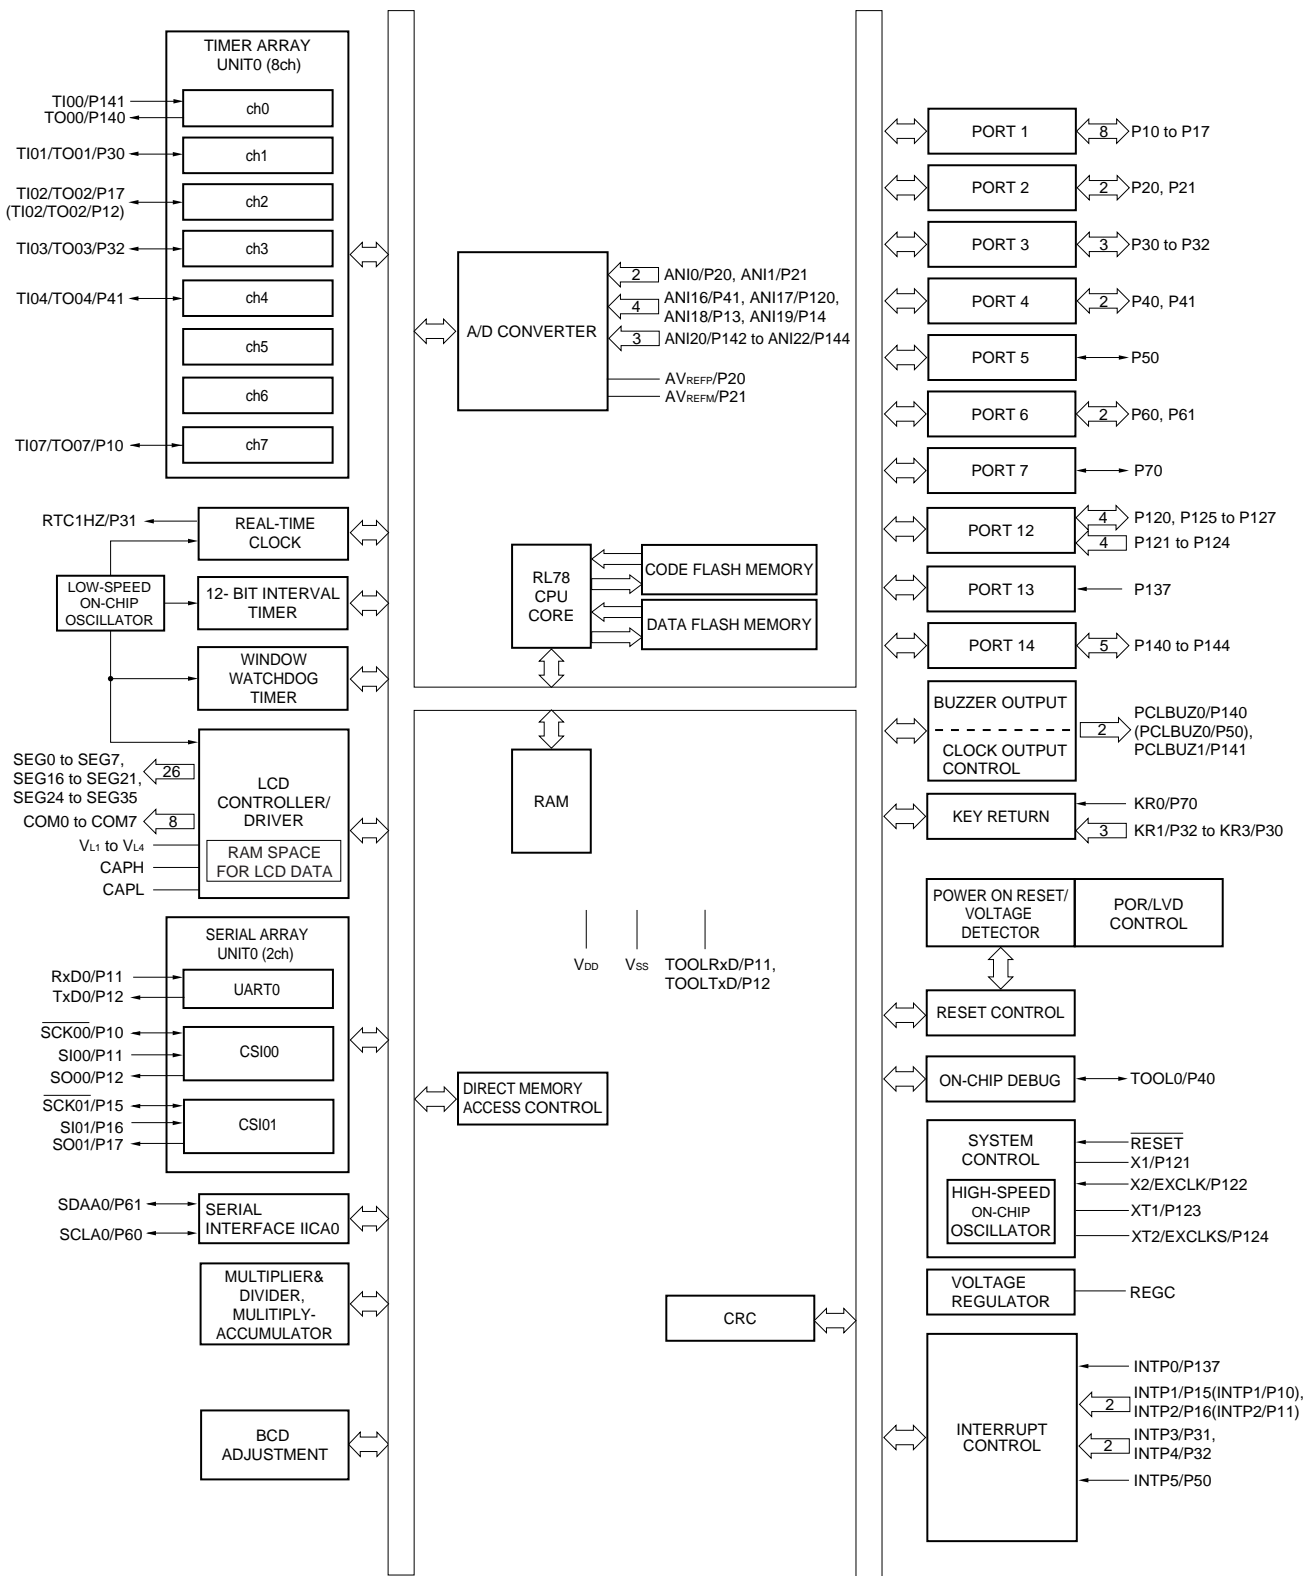 TIMER ARRAY
UNIT0 (8ch)
TI00/P141
TO00/P140
ch0
TI01/TO01/P30
ch1
TI02/TO02/P17
(TI02/TO02/P12)
ch2
TI03/TO03/P32
ch3
TI04/TO04/P41
ch4
ch5
ch6
TI07/TO07/P10
ch7
RTC1HZ/P31
REAL-TIME
CLOCK
LOW-SPEED
ON-CHIP
OSCILLATOR
12- BIT INTERVAL
TIMER
WINDOW
WATCHDOG
TIMER
SEG0 to SEG7,
SEG16 to SEG21,
SEG24 to SEG35
26
COM0 to COM7
8
VL1 to VL4
CAPH
CAPL
LCD
CONTROLLER/
DRIVER
RAM SPACE
FOR LCD DATA
SERIAL ARRAY
UNIT0 (2ch)
RxD0/P11
TxD0/P12
UART0
SCK00/P10
SI00/P11
SO00/P12
CSI00
SCK01/P15
SI01/P16
SO01/P17
CSI01
SDAA0/P61
SCLA0/P60
SERIAL
INTERFACE IICA0
MULTIPLIER&
DIVIDER,
MULITIPLY-
ACCUMULATOR
BCD
ADJUSTMENT
A/D CONVERTER
2
ANI0/P20, ANI1/P21
4
ANI16/P41, ANI17/P120,
ANI18/P13, ANI19/P14
3
ANI20/P142 to ANI22/P144
AVREFP/P20
AVREFM/P21
RL78
CPU
CORE
CODE FLASH MEMORY
DATA FLASH MEMORY
RAM
VDD
VSS
TOOLRxD/P11,
TOOLTxD/P12
DIRECT MEMORY
ACCESS CONTROL
CRC
PORT 1
8
P10 to P17
PORT 2
2
P20, P21
PORT 3
3
P30 to P32
PORT 4
2
P40, P41
PORT 5
P50
PORT 6
2
P60, P61
PORT 7
P70
PORT 12
4
P120, P125 to P127
4
P121 to P124
PORT 13
P137
PORT 14
5
P140 to P144
BUZZER OUTPUT
CLOCK OUTPUT
CONTROL
2
PCLBUZ0/P140
(PCLBUZ0/P50),
PCLBUZ1/P141
KEY RETURN
KR0/P70
3
KR1/P32 to KR3/P30
POWER ON RESET/
VOLTAGE
DETECTOR
POR/LVD
CONTROL
RESET CONTROL
ON-CHIP DEBUG
TOOL0/P40
SYSTEM
CONTROL
HIGH-SPEED
ON-CHIP
OSCILLATOR
RESET
X1/P121
X2/EXCLK/P122
XT1/P123
XT2/EXCLKS/P124
VOLTAGE
REGULATOR
REGC
INTERRUPT
CONTROL
INTP0/P137
2
INTP1/P15(INTP1/P10),
INTP2/P16(INTP2/P11)
2
INTP3/P31,
INTP4/P32
INTP5/P50